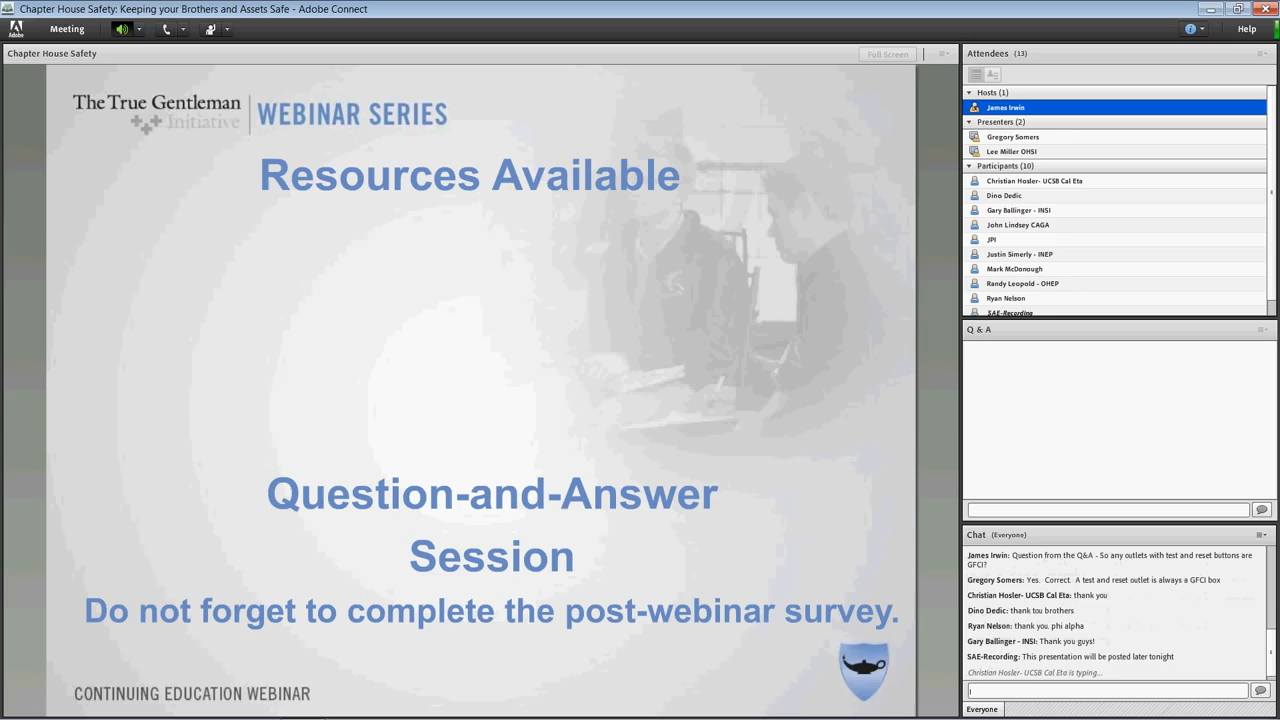 Chapter House Safety: Keeping your Brothers and Assets Safe - Adobe Connect
Adobe
Meeting
Help
Chapter House Safety
Full Screen
The True Gentleman
Initiative
WEBINAR SERIES
Resources Available
Question-and-Answer
Session
Do not forget to complete the post-webinar survey.
CONTINUING EDUCATION WEBINAR
Attendees (13)
Hosts (1)
James Irwin
Presenters (2)
Gregory Somers
Lee Miller OHSI
Participants (10)
Christian Hosler- UCSB Cal Eta
Dino Dedic
Gary Ballinger - INSI
John Lindsey CAGA
JPI
Justin Simerly - INEP
Mark McDonough
Randy Leopold - OHEP
Ryan Nelson
SAE-Recording
Q & A
Chat (Everyone)
James Irwin: Question from the Q&A - So any outlets with test and reset buttons are
GFCI?
Gregory Somers: Yes. Correct. A test and reset outlet is always a GFCI box
Christian Hosler- UCSB Cal Eta: thank you
Dino Dedic: thank tou brothers
Ryan Nelson: thank you. phi alpha
Gary Ballinger - INSI: Thank you guys!
SAE-Recording: This presentation will be posted later tonight
Christian Hosler- UCSB Cal Eta is typing...
Everyone